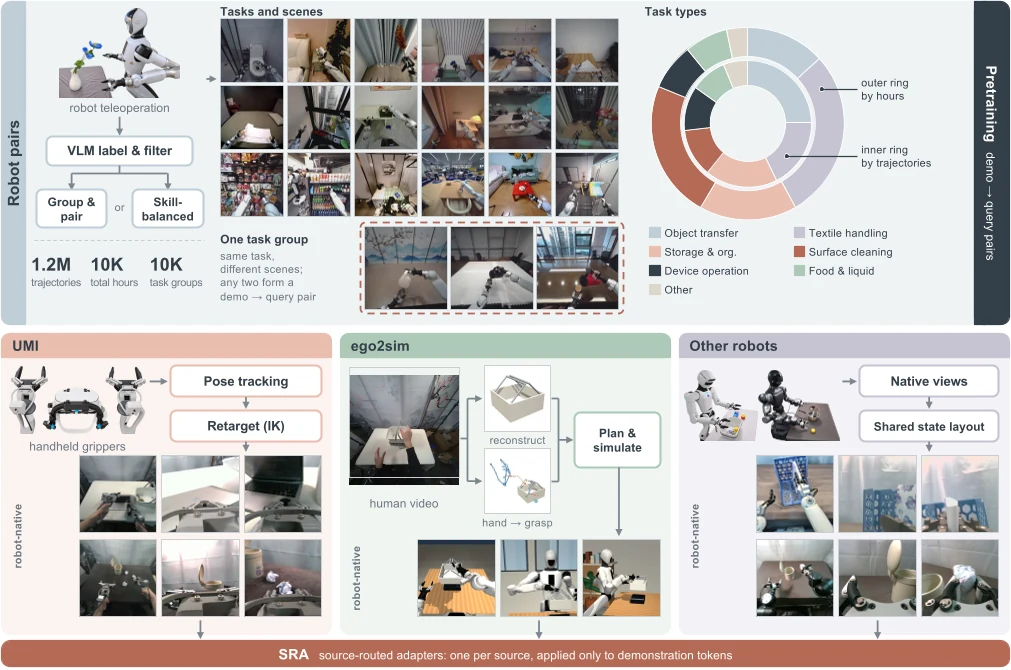 Robot pairs
robot teleoperation
VLM label & filter
Group &
pair
or
Skill-
balanced
1.2M
trajectories
10K
total hours
10K
task groups
Tasks and scenes
One task group
same task,
different scenes;
any two form a
demo → query pair
Task types
outer ring
by hours
inner ring
by trajectories
Object transfer
Textile handling
Storage & org.
Surface cleaning
Device operation
Food & liquid
Other
Pretraining demo → query pairs
UMI
handheld grippers
Pose tracking
Retarget (IK)
robot-native
ego2sim
human video
reconstruct
hand → grasp
Plan &
simulate
robot-native
Other robots
Native views
Shared state layout
robot-native
SRA source-routed adapters: one per source, applied only to demonstration tokens